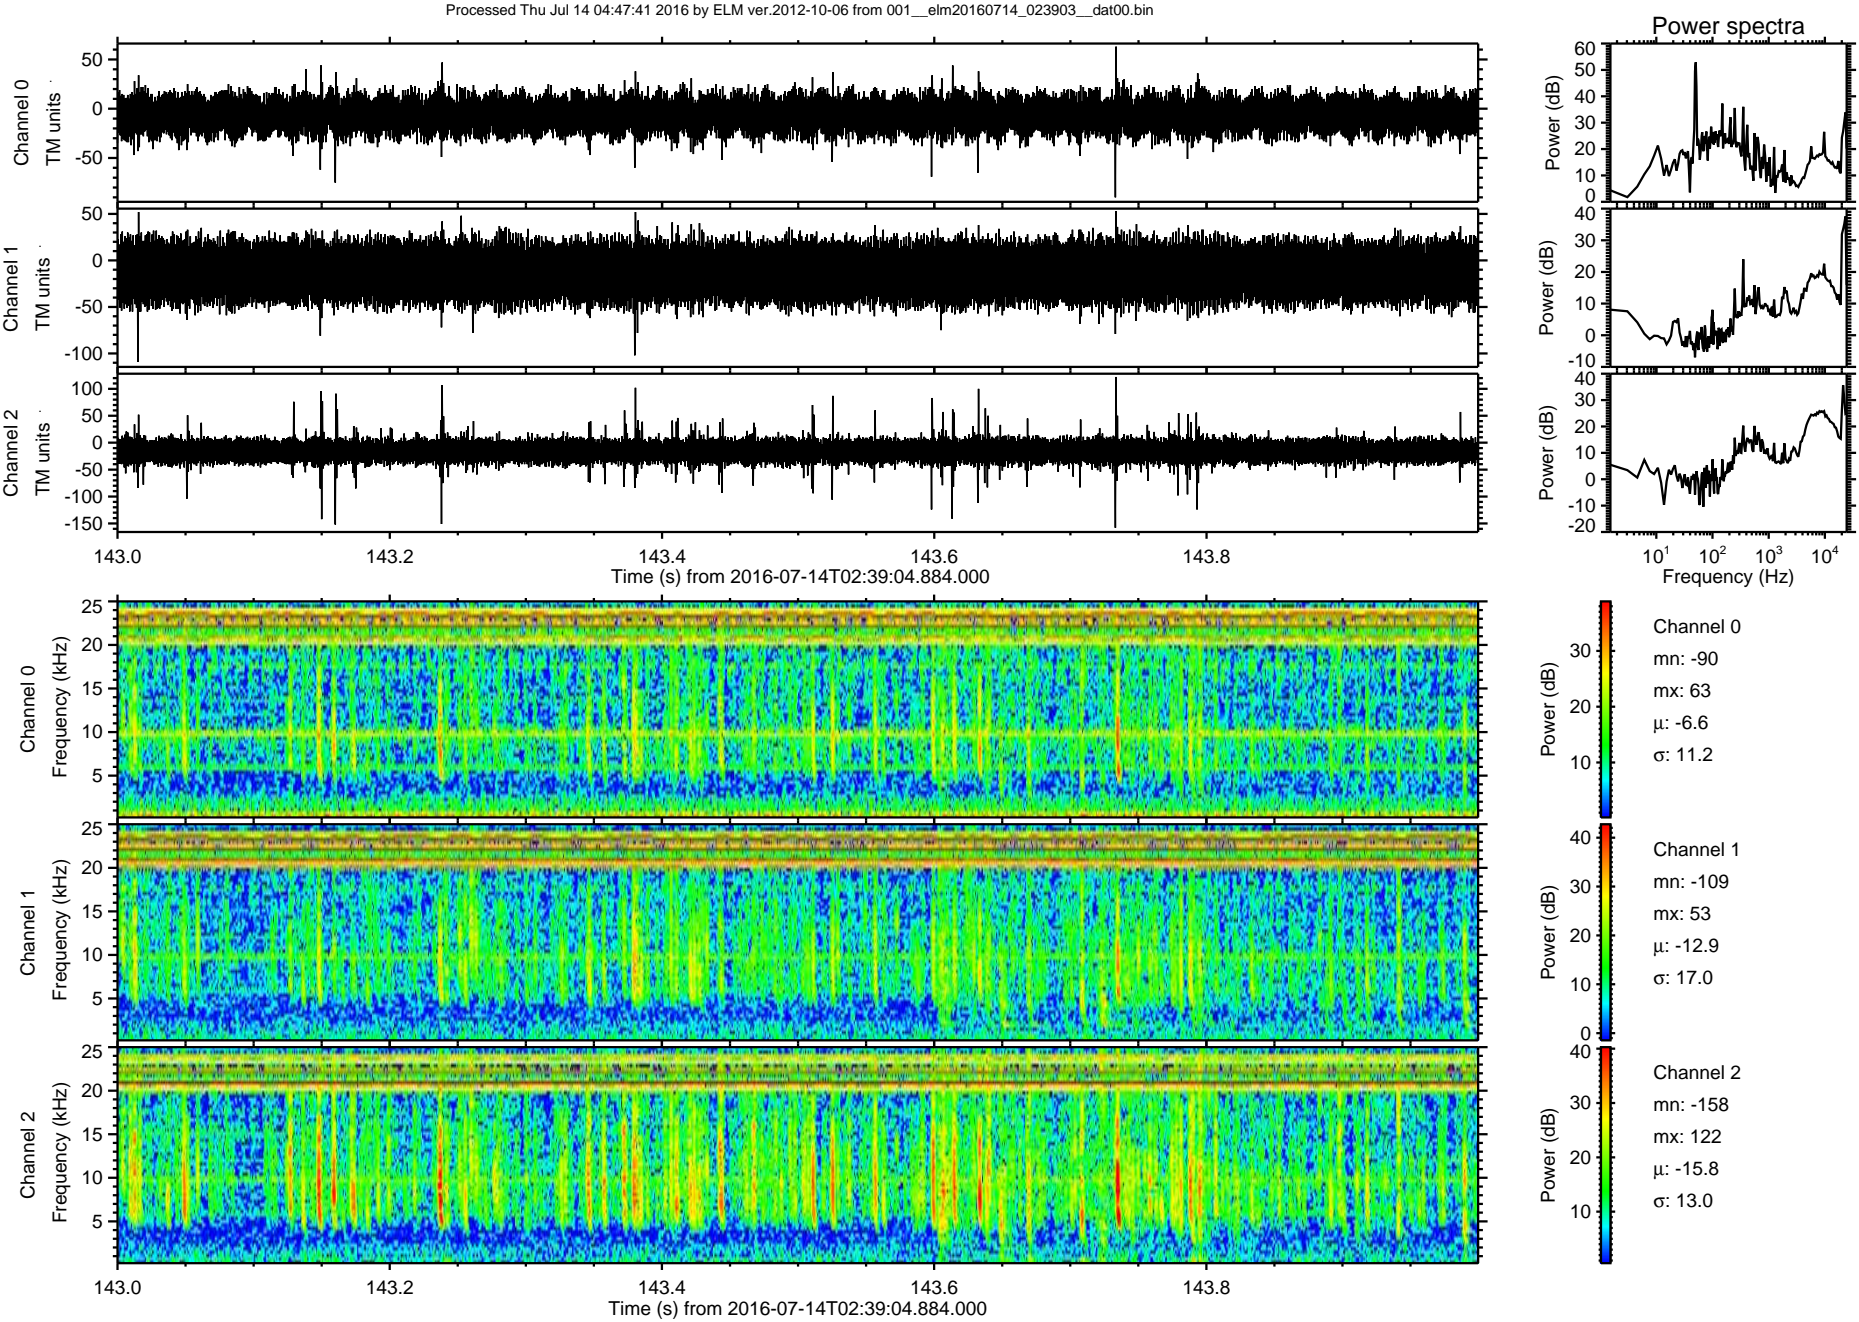 Processed Thu Jul 14 04:47:41 2016 by ELM ver.2012-10-06 from 001__elm20160714_023903__dat00.bin
Power spectra
Channel 0
TM units
50
0
-50
Power (dB)
60
50
40
30
20
10
0
Channel 1
TM units
50
0
-50
-100
Power (dB)
40
30
20
10
0
-10
Channel 2
TM units
100
50
0
-50
-100
-150
Power (dB)
40
30
20
10
0
-10
-20
143.0 143.2 143.4 143.6 143.8
Time (s) from 2016-07-14T02:39:04.884.000
10^1 10^2 10^3 10^4
Frequency (Hz)
Channel 0
Frequency (kHz)
25
20
15
10
5
Power (dB)
30
20
10
Channel 0
mn: -90
mx: 63
μ: -6.6
σ: 11.2
Channel 1
Frequency (kHz)
25
20
15
10
5
Power (dB)
40
30
20
10
0
Channel 1
mn: -109
mx: 53
μ: -12.9
σ: 17.0
Channel 2
Frequency (kHz)
25
20
15
10
5
Power (dB)
40
30
20
10
Channel 2
mn: -158
mx: 122
μ: -15.8
σ: 13.0
143.0 143.2 143.4 143.6 143.8
Time (s) from 2016-07-14T02:39:04.884.000